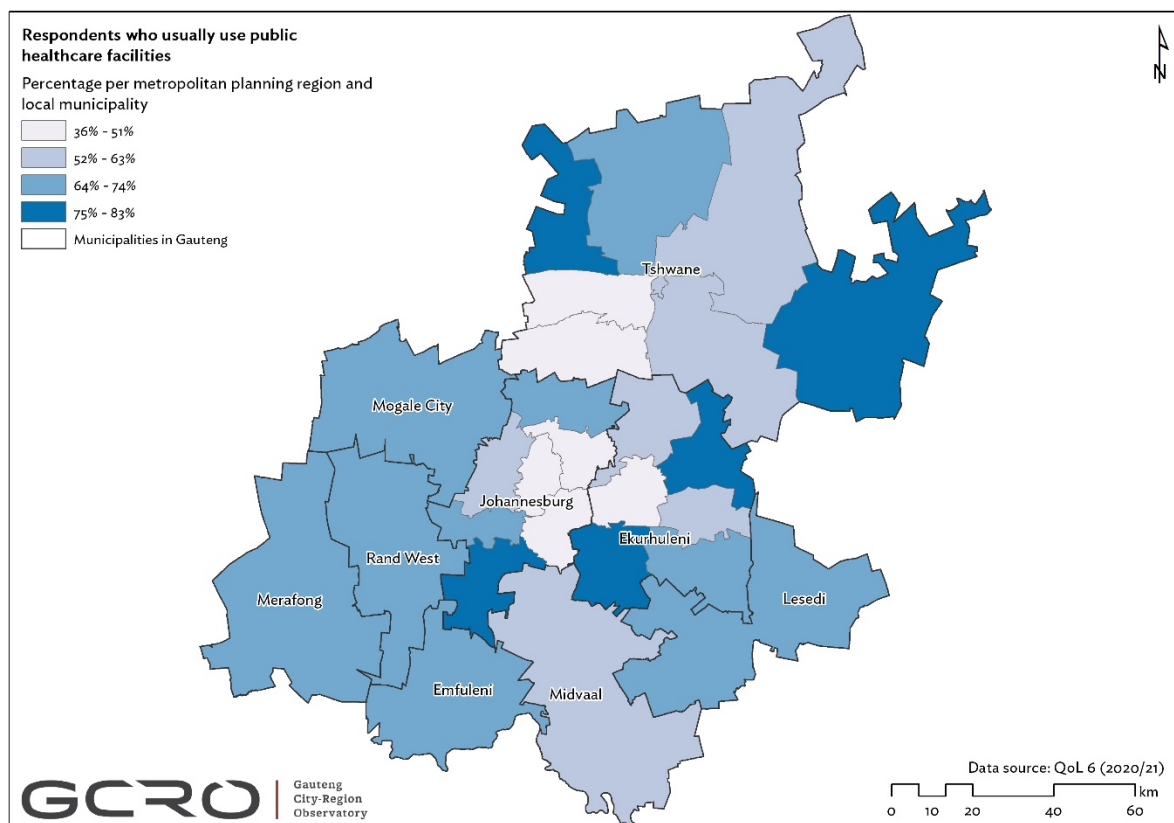 Respondents who usually use public
healthcare facilities
Percentage per metropolitan planning region and
local municipality
36% - 51%
52% - 63%
64% - 74%
75% - 83%
Municipalities in Gauteng
N
Tshwane
Mogale City
Johannesburg
Ekurhuleni
Rand West
Merafong
Lesedi
Emfuleni
Midvaal
GCRO
Gauteng
City-Region
Observatory
Data source: QoL 6 (2020/21)
km
0 10 20 40 60